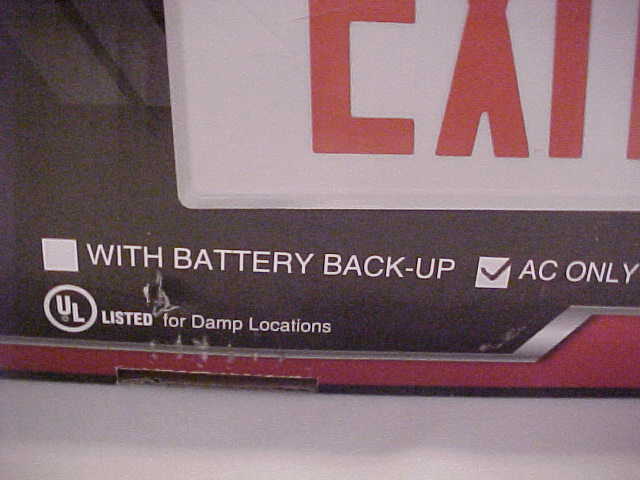 EXIT
WITH BATTERY BACK-UP AC ONLY
UL LISTED for Damp Locations